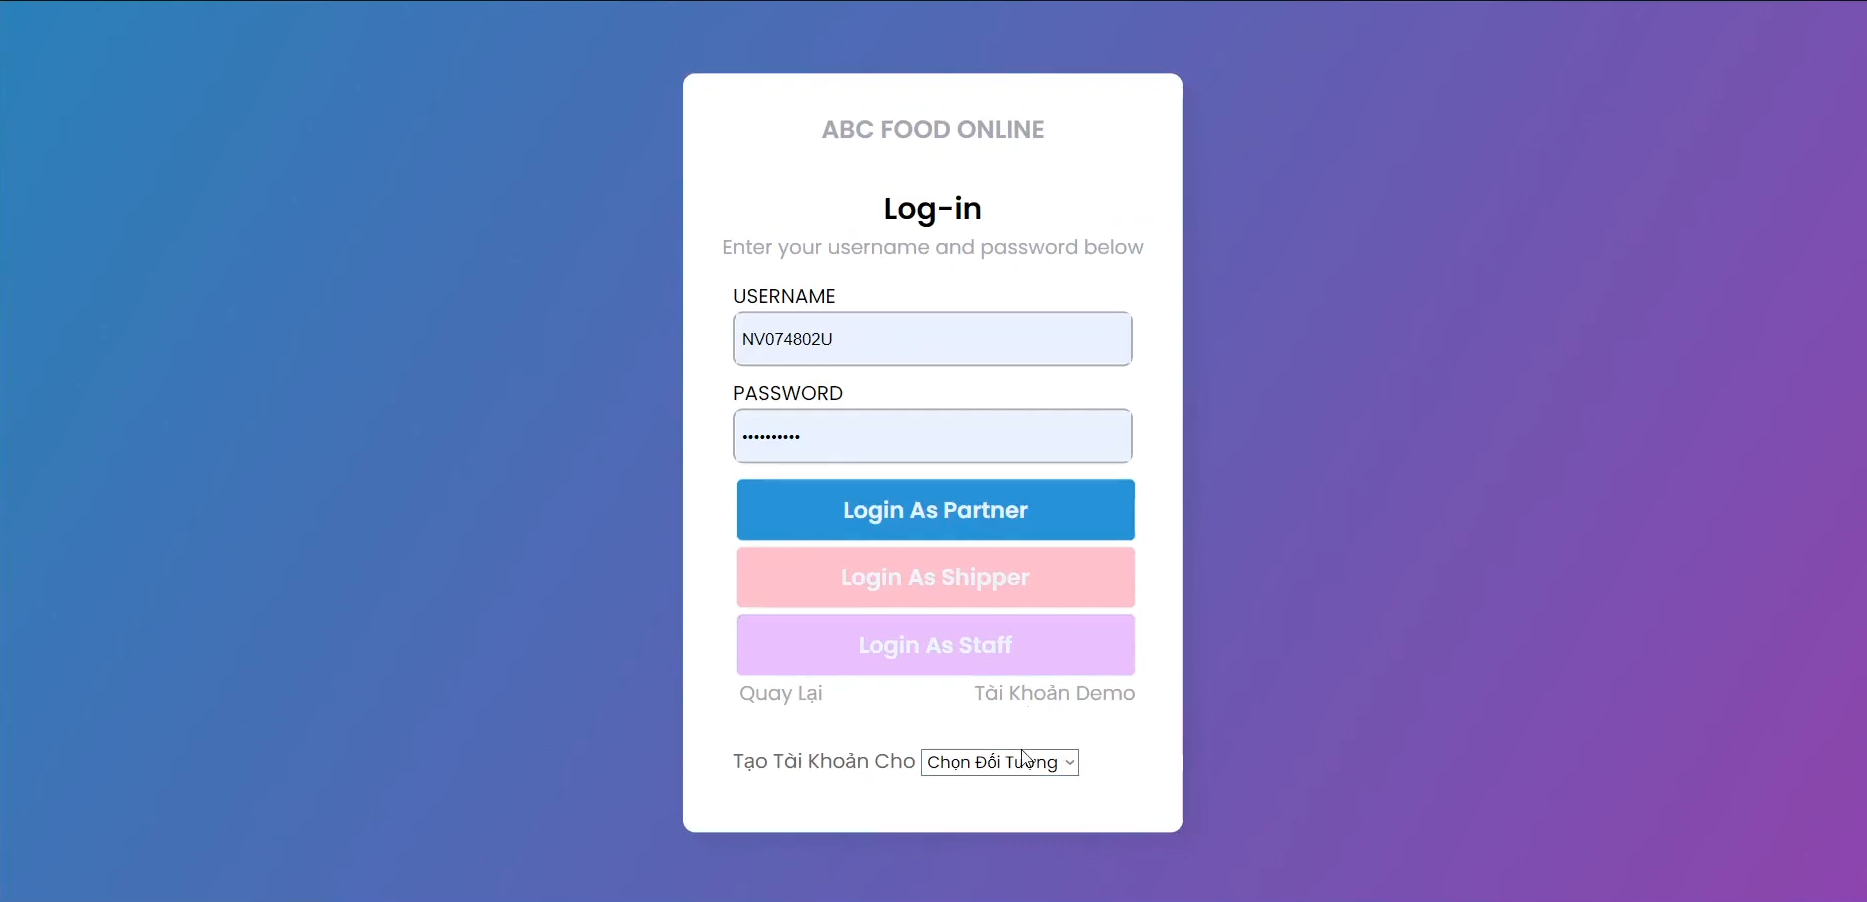 ABC FOOD ONLINE
Log-in
Enter your username and password below
USERNAME
NV074802U
PASSWORD
••••••••••
Login As Partner
Login As Shipper
Login As Staff
Quay Lại Tài Khoản Demo
Tạo Tài Khoản Cho Chọn Đối Tượng